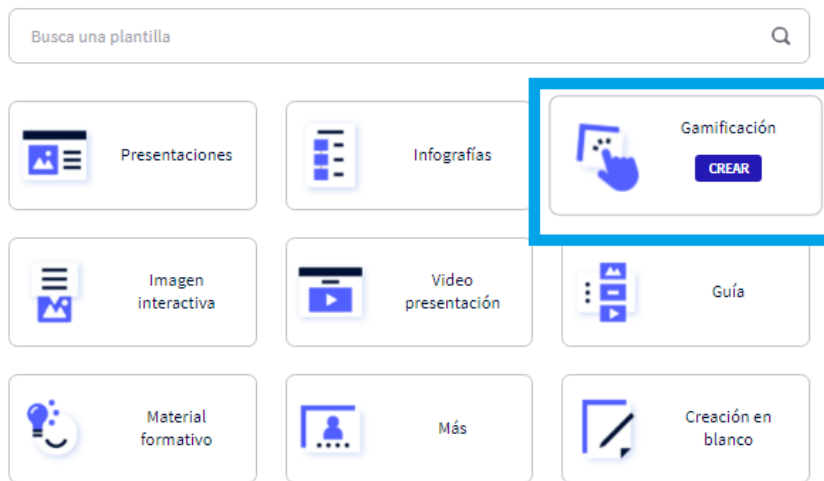 Busca una plantilla
Presentaciones
Infografías
Gamificación
CREAR
Imagen
interactiva
Video
presentación
Guía
Material
formativo
Más
Creación en
blanco